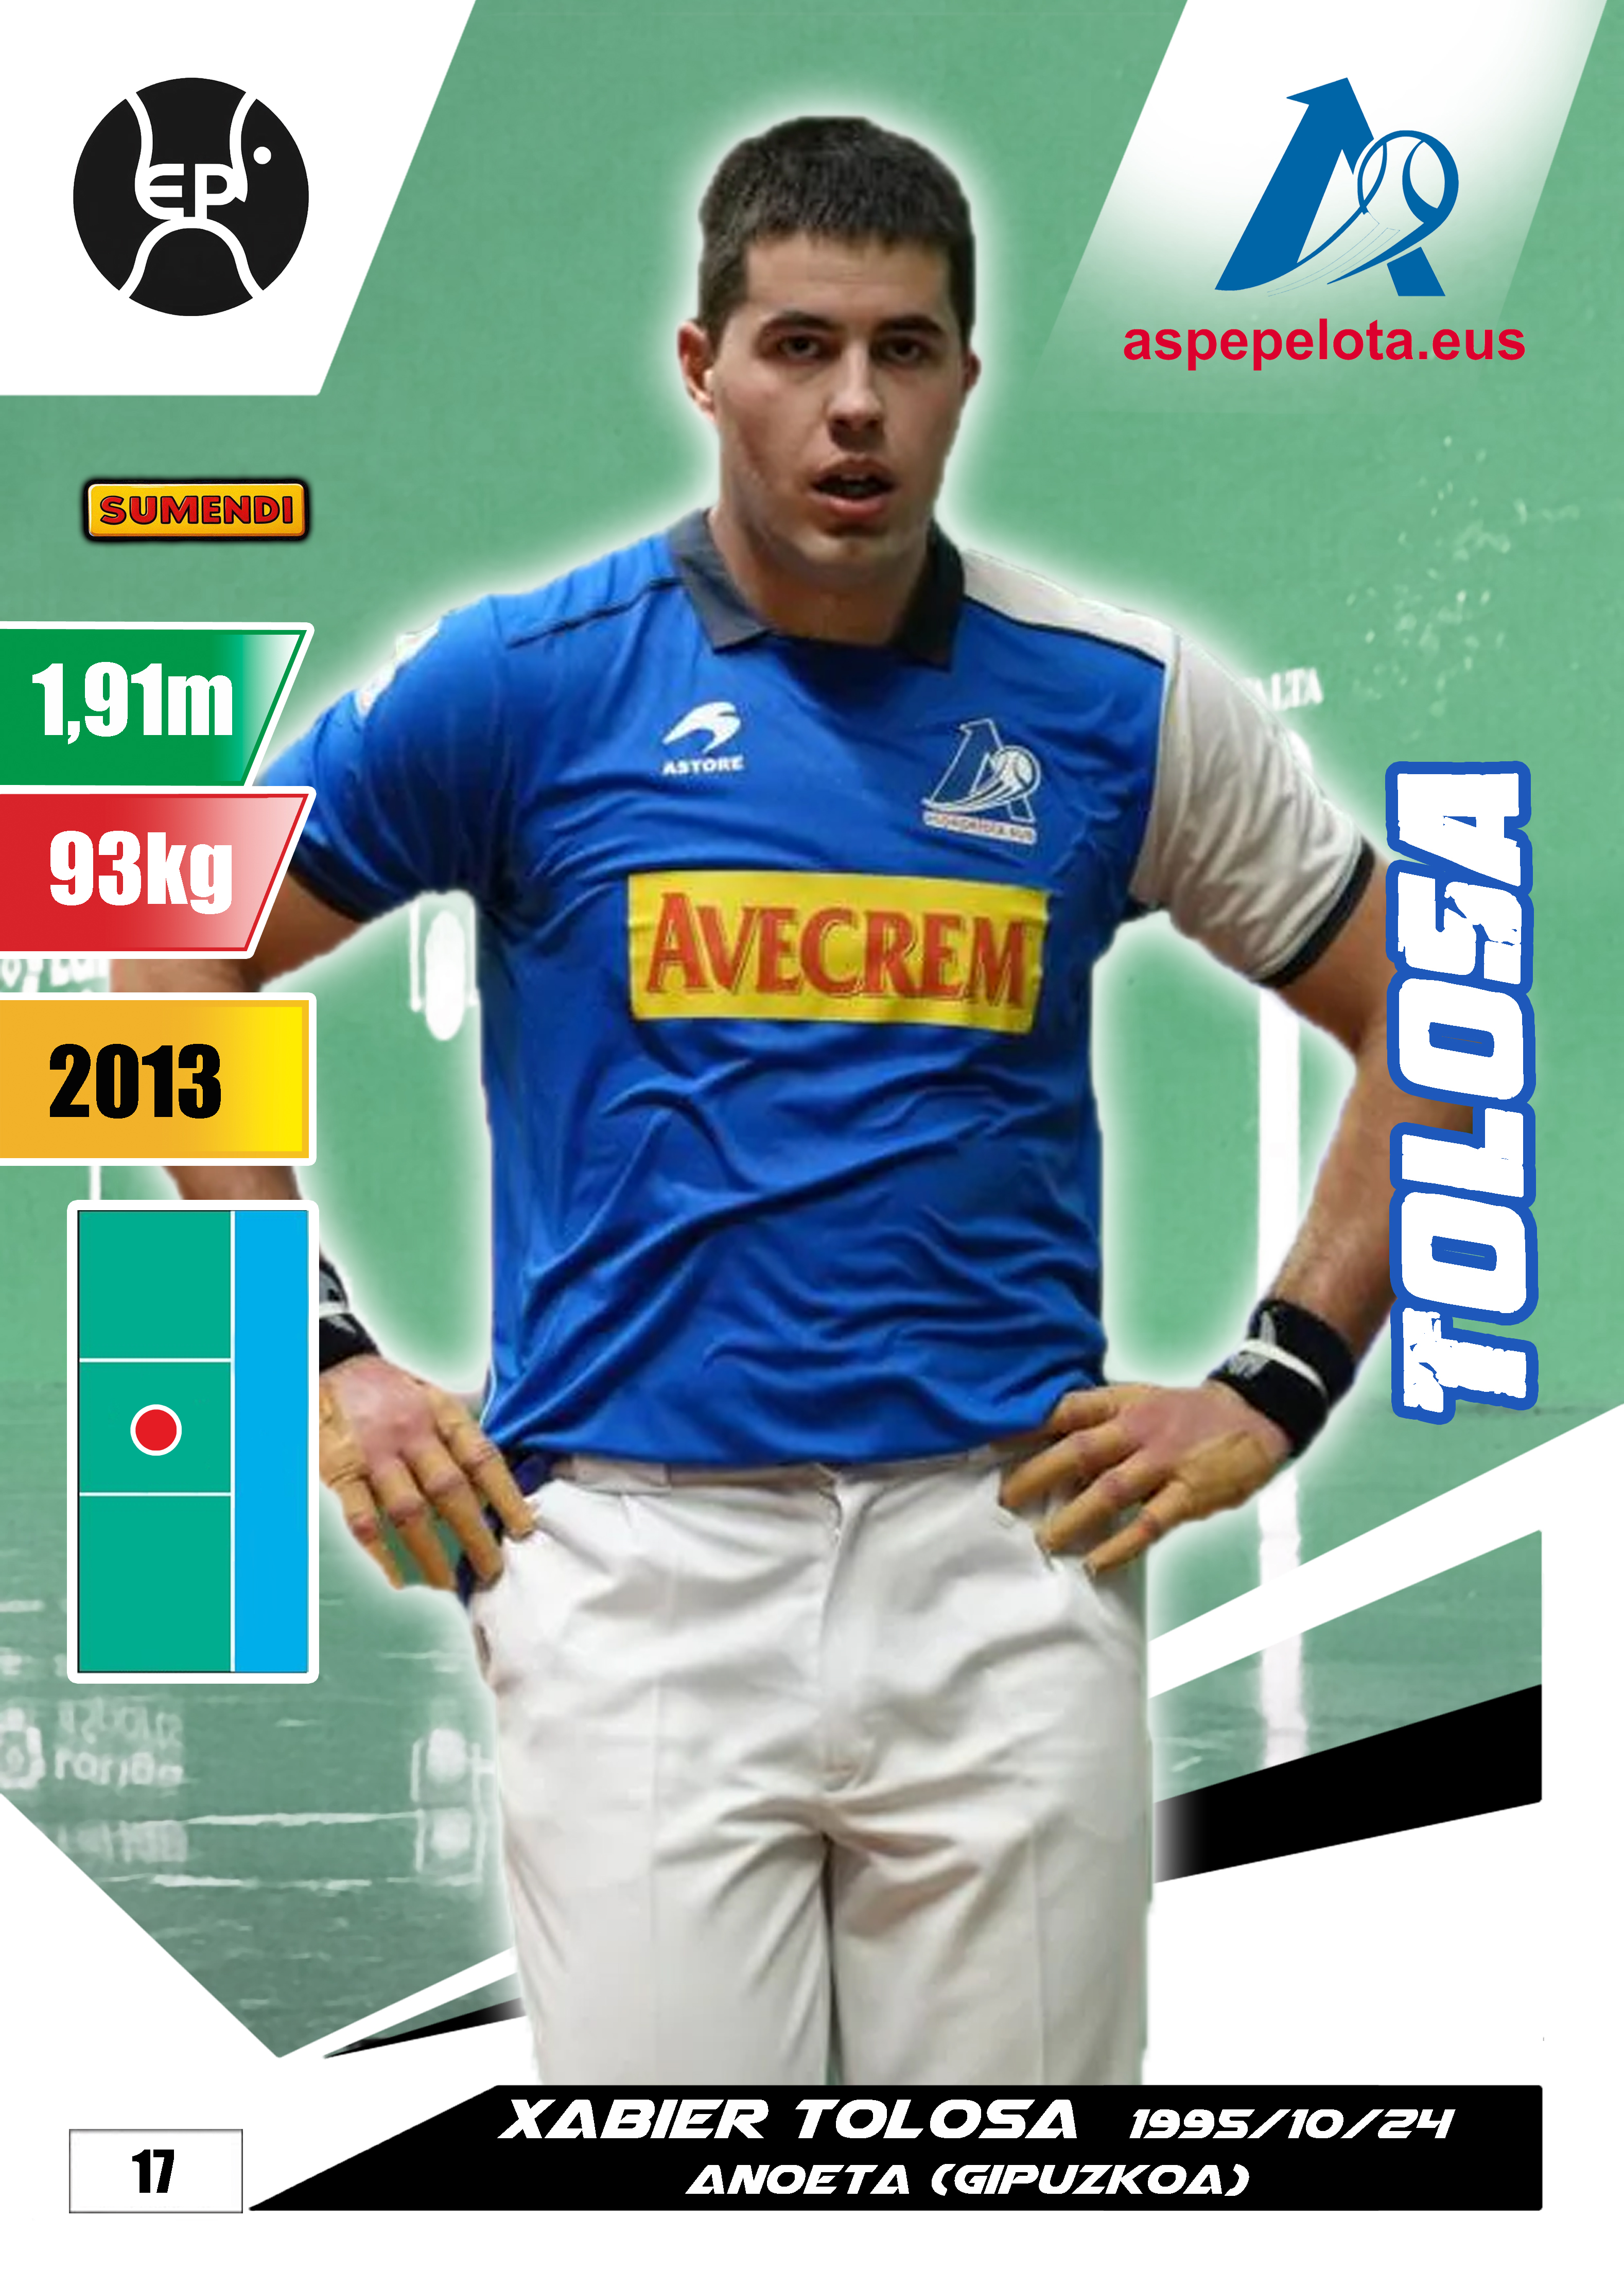 EP
aspepelota.eus
SUMENDI
1,91m
93kg
2013
ASTORE
AVECREM
ALTA
TOLOSA
XABIER TOLOSA 1995/10/24
ANOETA (GIPUZKOA)
17